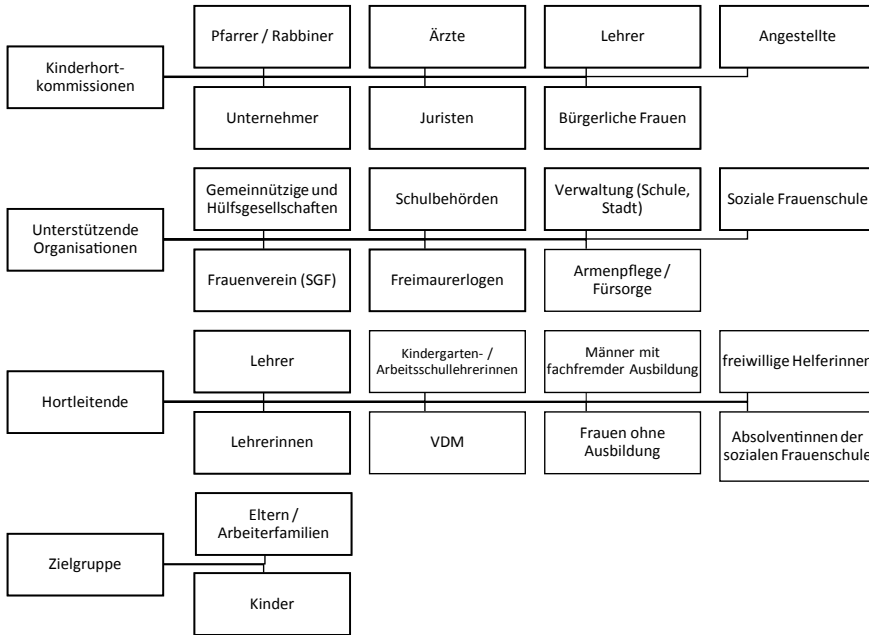 Kinderhort-
kommissionen
Pfarrer / Rabbiner
Ärzte
Lehrer
Angestellte
Unternehmer
Juristen
Bürgerliche Frauen
Unterstützende
Organisationen
Gemeinnützige und
Hülfsgesellschaften
Schulbehörden
Verwaltung (Schule,
Stadt)
Soziale Frauenschule
Frauenverein (SGF)
Freimaurerlogen
Armenpflege /
Fürsorge
Hortleitende
Lehrer
Kindergarten- /
Arbeitsschullehrerinnen
Männer mit
fachfremder Ausbildung
freiwillige Helferinnen
Lehrerinnen
VDM
Frauen ohne
Ausbildung
Absolventinnen der
sozialen Frauenschule
Zielgruppe
Eltern /
Arbeiterfamilien
Kinder